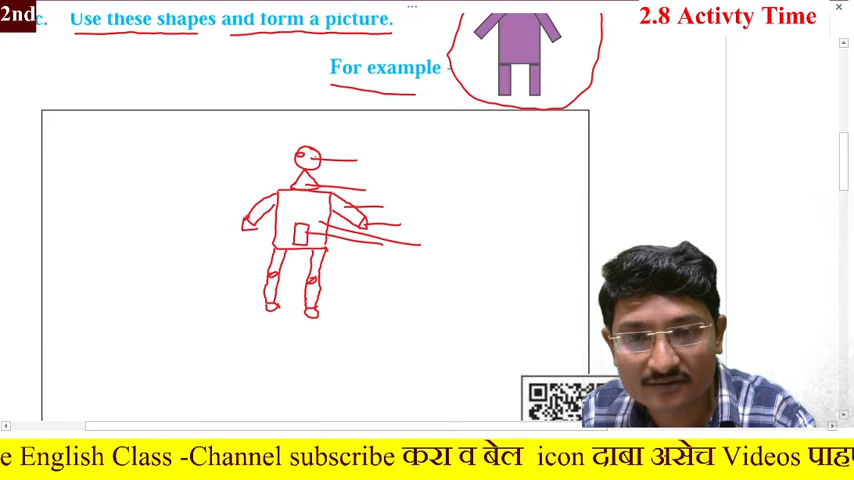 2nd
c. Use these shapes and form a picture.
2.8 Activty Time
For example -
e English Class -Channel subscribe करा व बेल icon दाबा असेच Videos